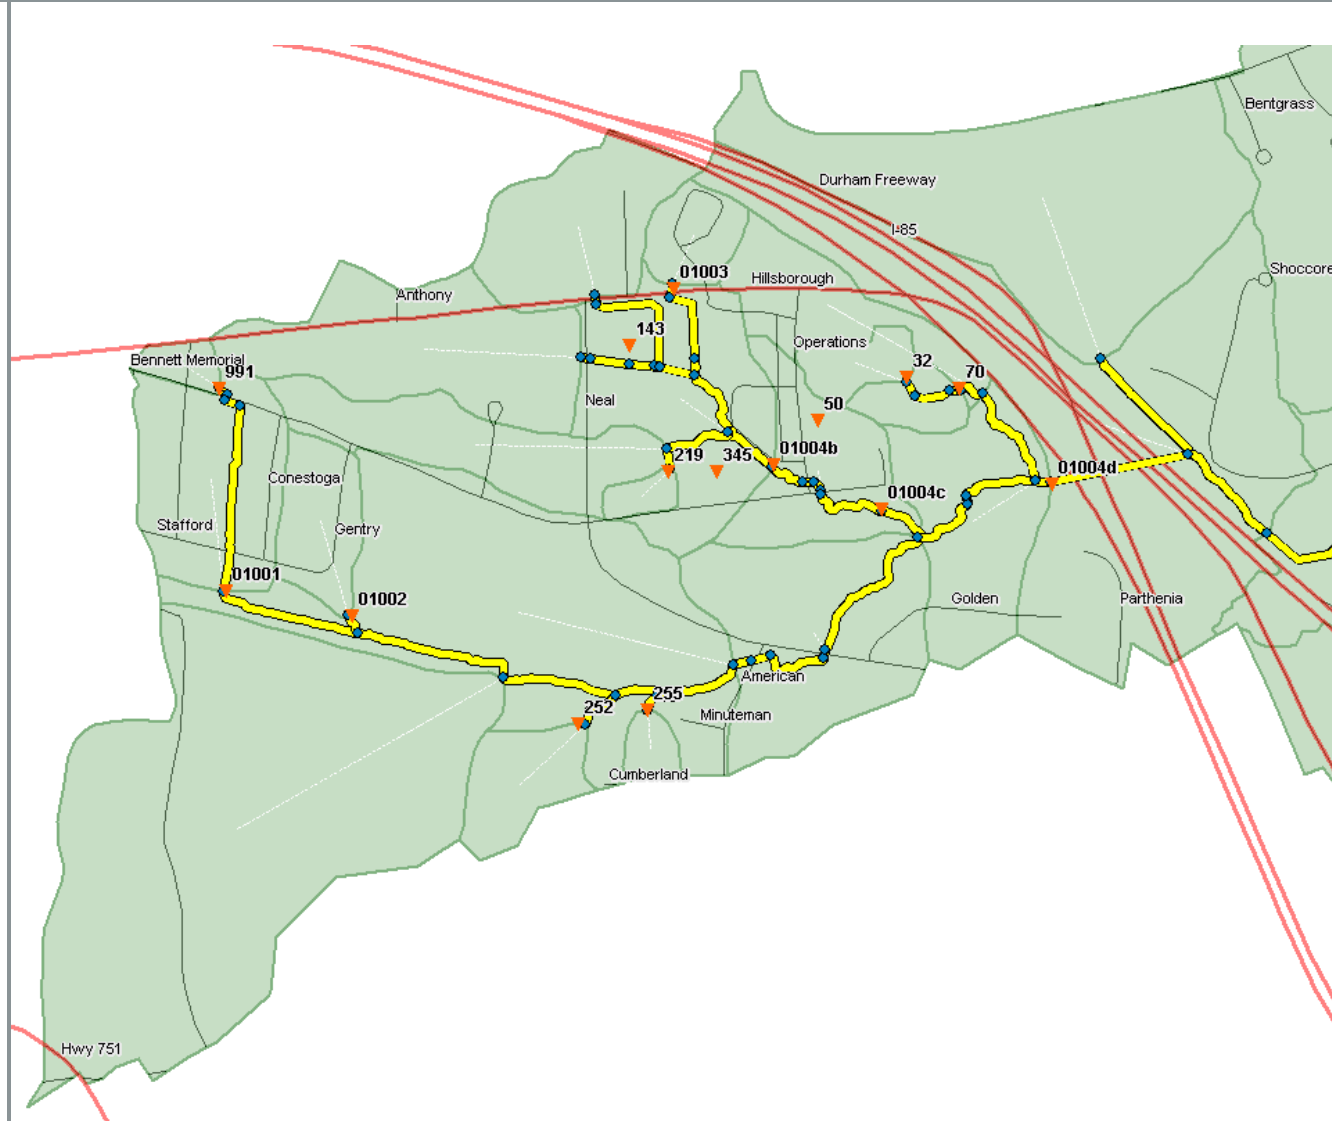 Bentgrass
Durham Freeway
I-85
Shoccore
01003
Hillsborough
Anthony
143
Operations
Bennett Memorial
991
32
70
Neal
50
219
345
01004b
01004d
Conestoga
01004c
Stafford
Gentry
01001
01002
Golden
Parthenia
American
252
255
Minuteman
Cumberland
Hwy 751